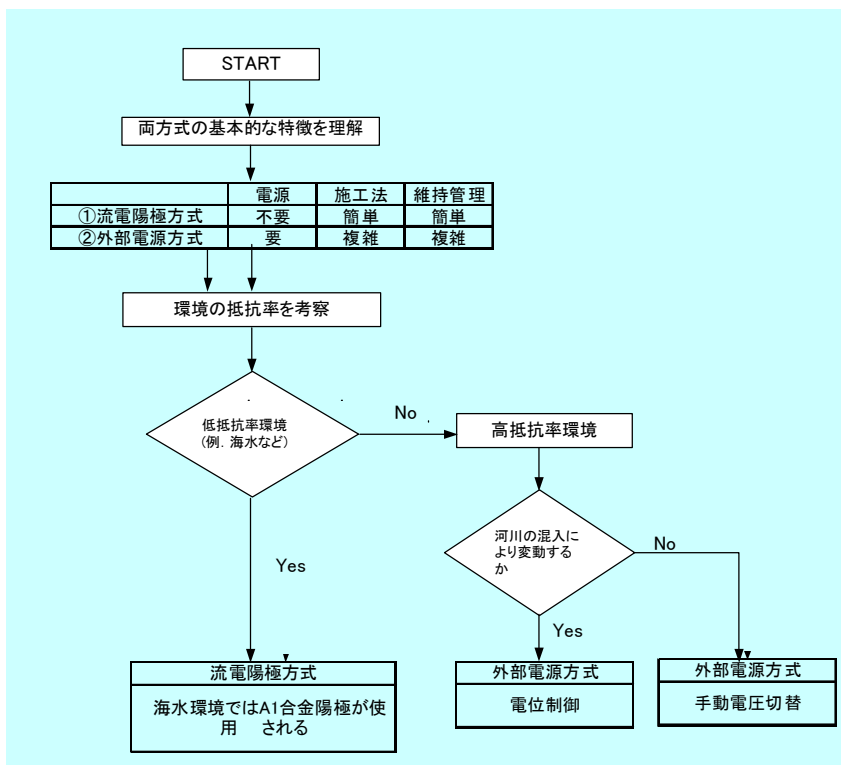 START
両方式の基本的な特徴を理解
電源 施工法 維持管理
①流電陽極方式 不要 簡単 簡単
②外部電源方式 要 複雑 複雑
環境の抵抗率を考察
低抵抗率環境
(例．海水など)
No
高抵抗率環境
Yes
河川の混入に
より変動する
か
No
Yes
流電陽極方式
海水環境ではA1合金陽極が使
用 される
外部電源方式
電位制御
外部電源方式
手動電圧切替